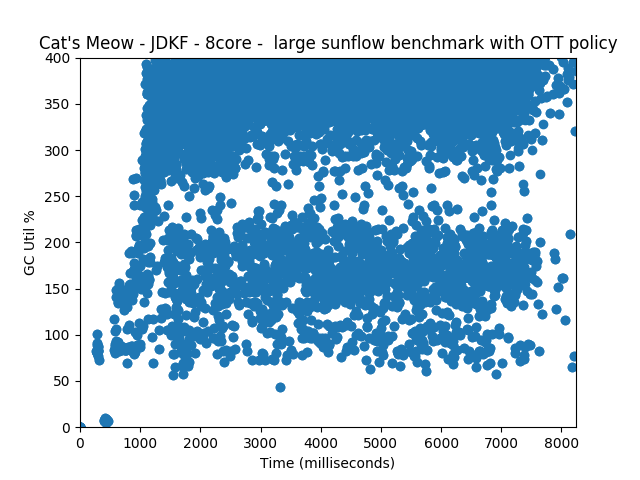 Cat's Meow - JDKF - 8core -  large sunflow benchmark with OTT policy
400
350
300
250
200
150
100
50
0
GC Util %
0 1000 2000 3000 4000 5000 6000 7000 8000
Time (milliseconds)